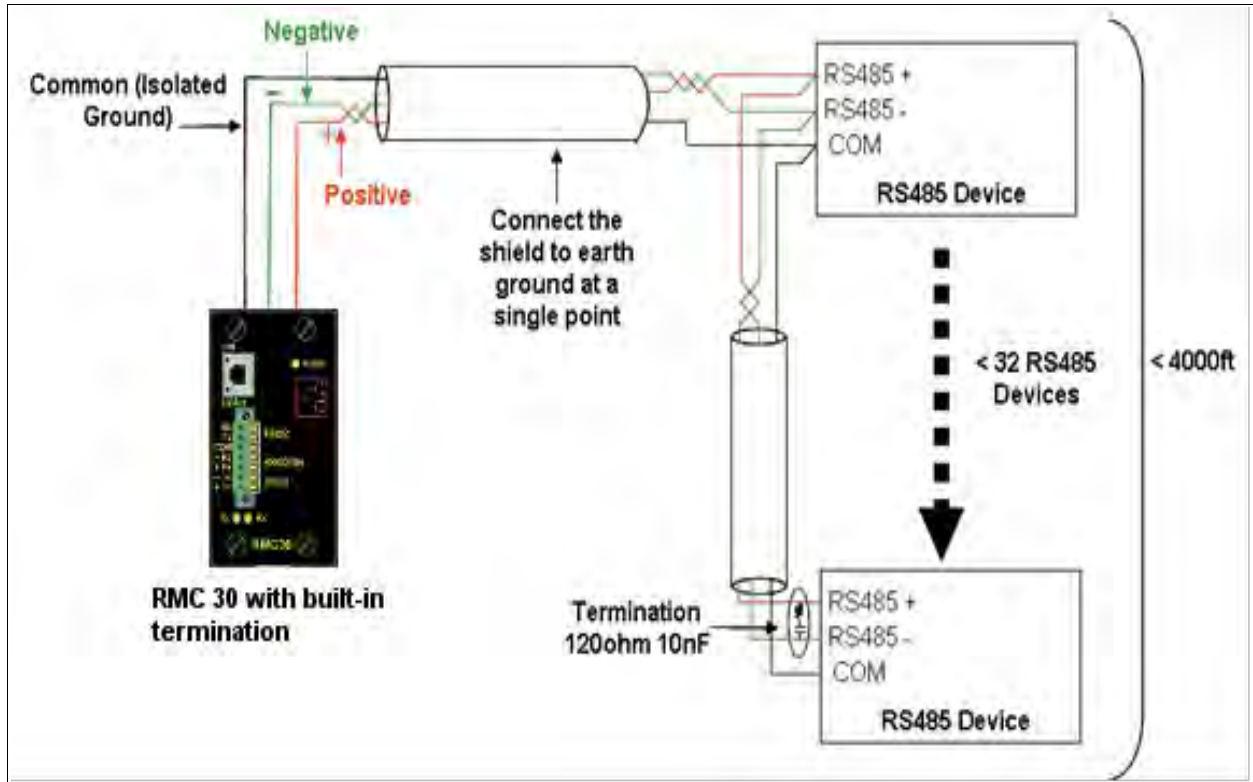 Negative
Common (Isolated
Ground)
−
+
Positive
Connect the
shield to earth
ground at a
single point
RS485 +
RS485 -
COM
RS485 Device
< 32 RS485
Devices
< 4000ft
RMC30
RMC 30 with built-in
termination
Termination
120ohm 10nF
RS485 +
RS485 -
COM
RS485 Device